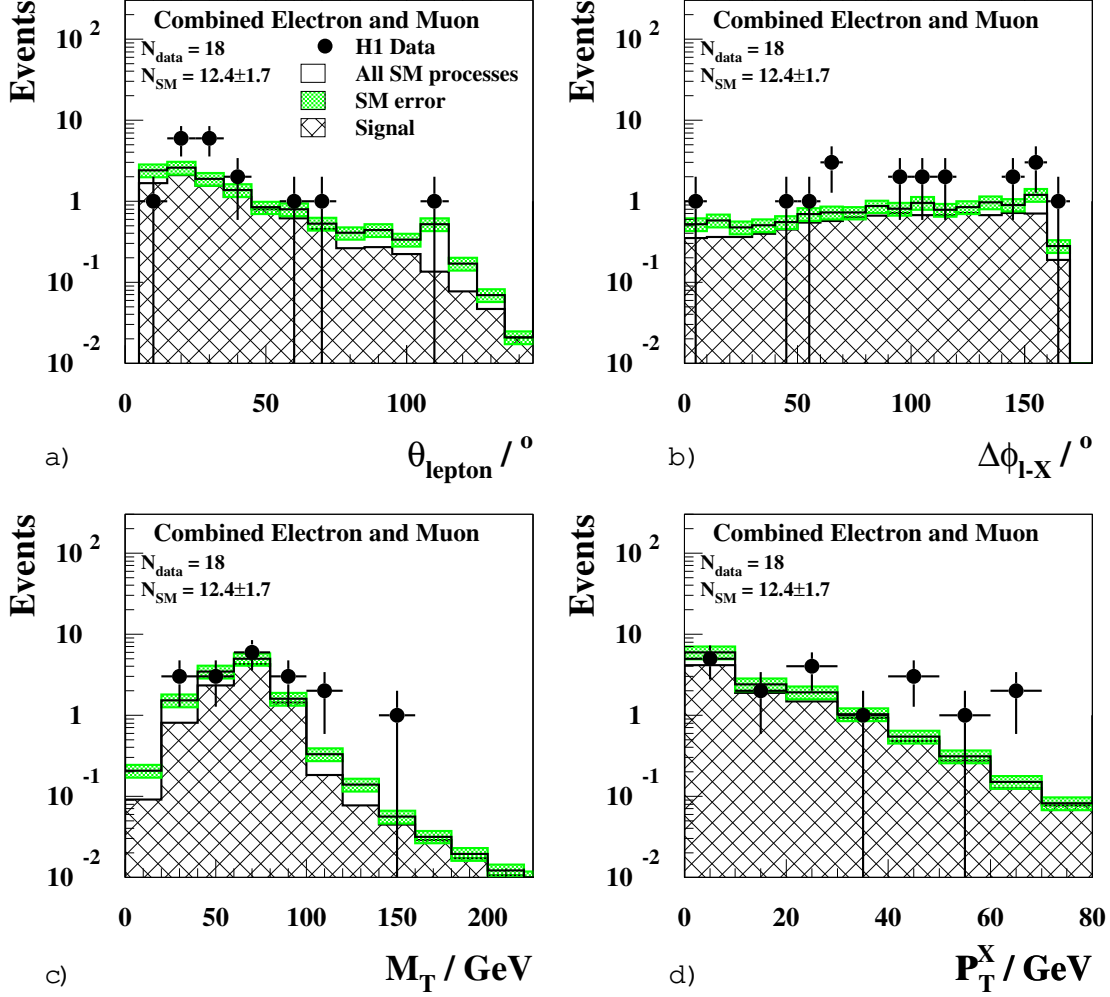 Combined Electron and Muon
N_data = 18
N_SM = 12.4±1.7
H1 Data
All SM processes
SM error
Signal
Events
10^2
10
1
10^-1
10^-2
0 50 100
θ_lepton / °
a)
Combined Electron and Muon
N_data = 18
N_SM = 12.4±1.7
Events
10^2
10
1
10^-1
10^-2
0 50 100 150
Δϕ_l-X / °
b)
Combined Electron and Muon
N_data = 18
N_SM = 12.4±1.7
Events
10^2
10
1
10^-1
10^-2
0 50 100 150 200
M_T / GeV
c)
Combined Electron and Muon
N_data = 18
N_SM = 12.4±1.7
Events
10^2
10
1
10^-1
10^-2
0 20 40 60 80
P_T^X / GeV
d)